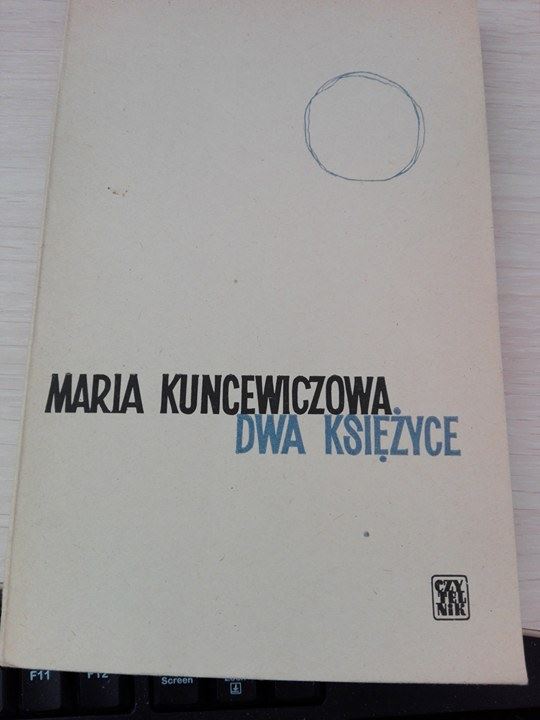 MARIA KUNCEWICZOWA
DWA KSIĘŻYCE
CZY
TEL
NIK
F11
F12
Screen